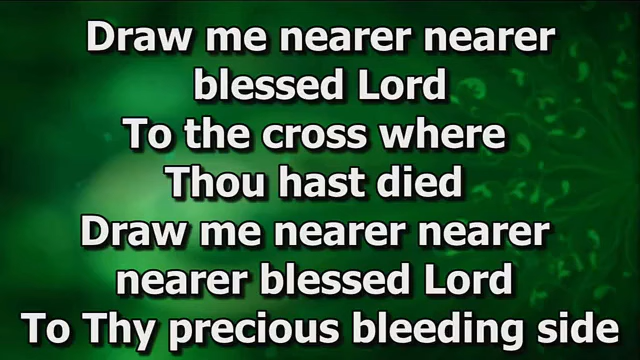 Draw me nearer nearer
blessed Lord
To the cross where
Thou hast died
Draw me nearer nearer
nearer blessed Lord
To Thy precious bleeding side